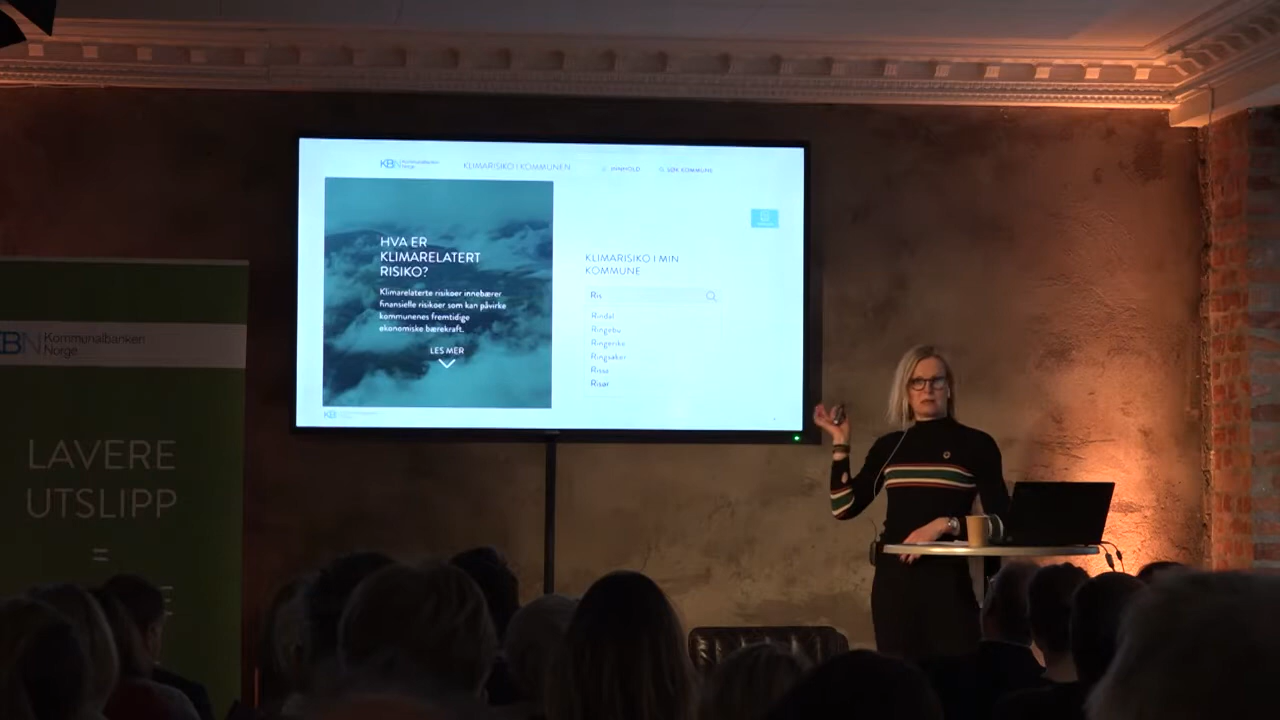 KBN Kommunalbanken
Norge
KLIMARISIKO I KOMMUNEN
INNHOLD
SØK KOMMUNE
HVA ER
KLIMARELATERT
RISIKO?
Klimarelaterte risikoer innebærer
finansielle risikoer som kan påvirke
kommunenes fremtidige
økonomiske bærekraft.
LES MER
KLIMARISIKO I MIN
KOMMUNE
Ris
Rindal
Ringebu
Ringerike
Ringsaker
Rissa
Risør
KBN
KBN Kommunalbanken
Norge
LAVERE
UTSLIPP
=